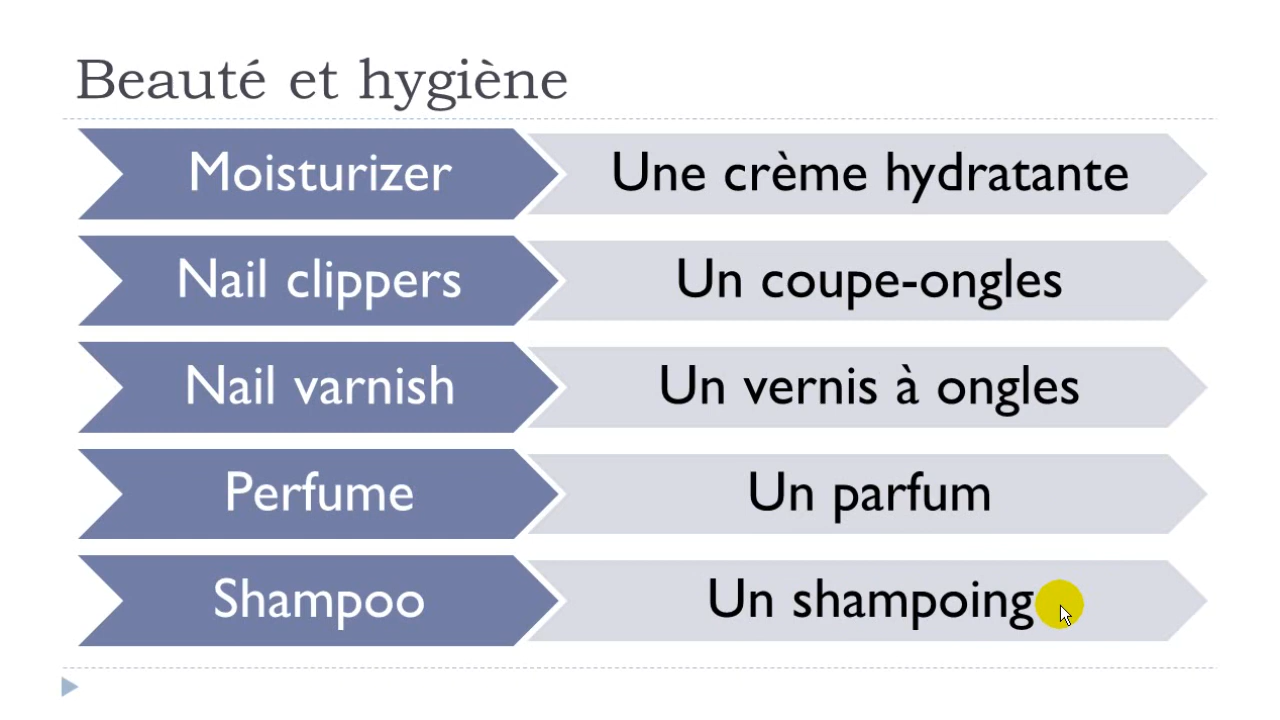 Beauté et hygiène
Moisturizer Une crème hydratante
Nail clippers Un coupe-ongles
Nail varnish Un vernis à ongles
Perfume Un parfum
Shampoo Un shampoing